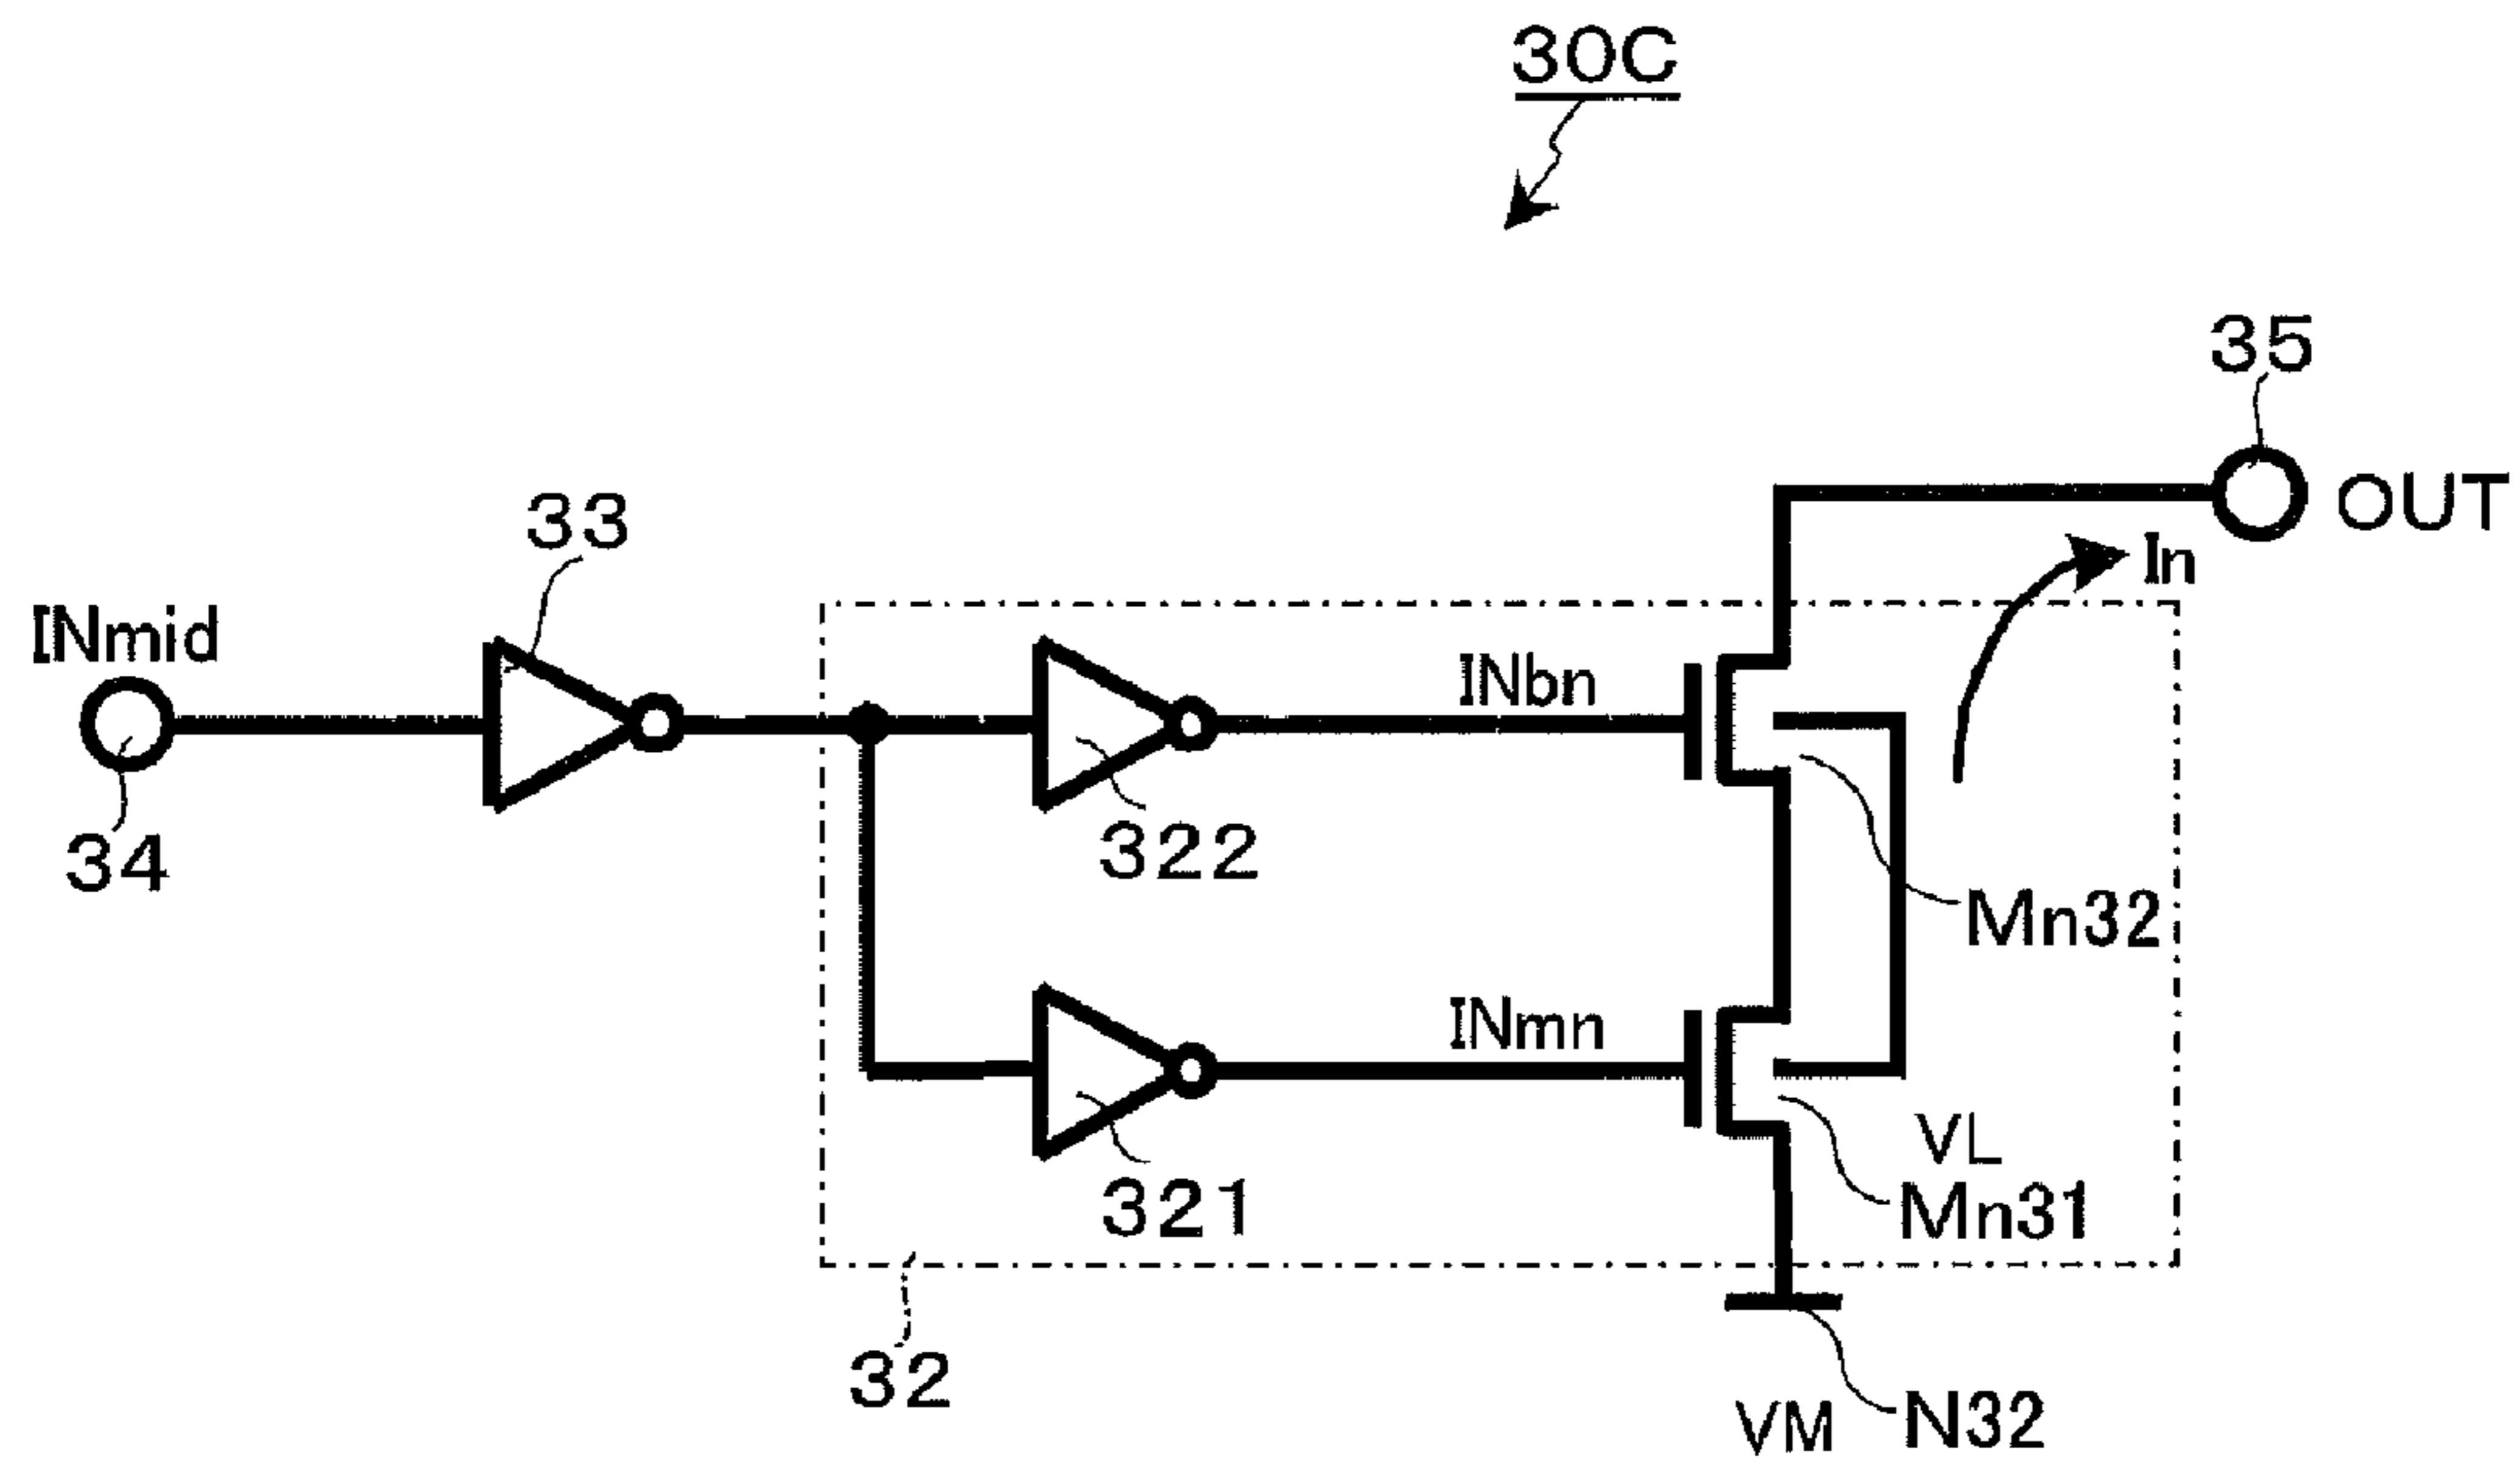 30C
35
OUT
33
In
INmid
INbn
34
322
Mn32
INmn
VL
321
Mn31
32
VM
N32